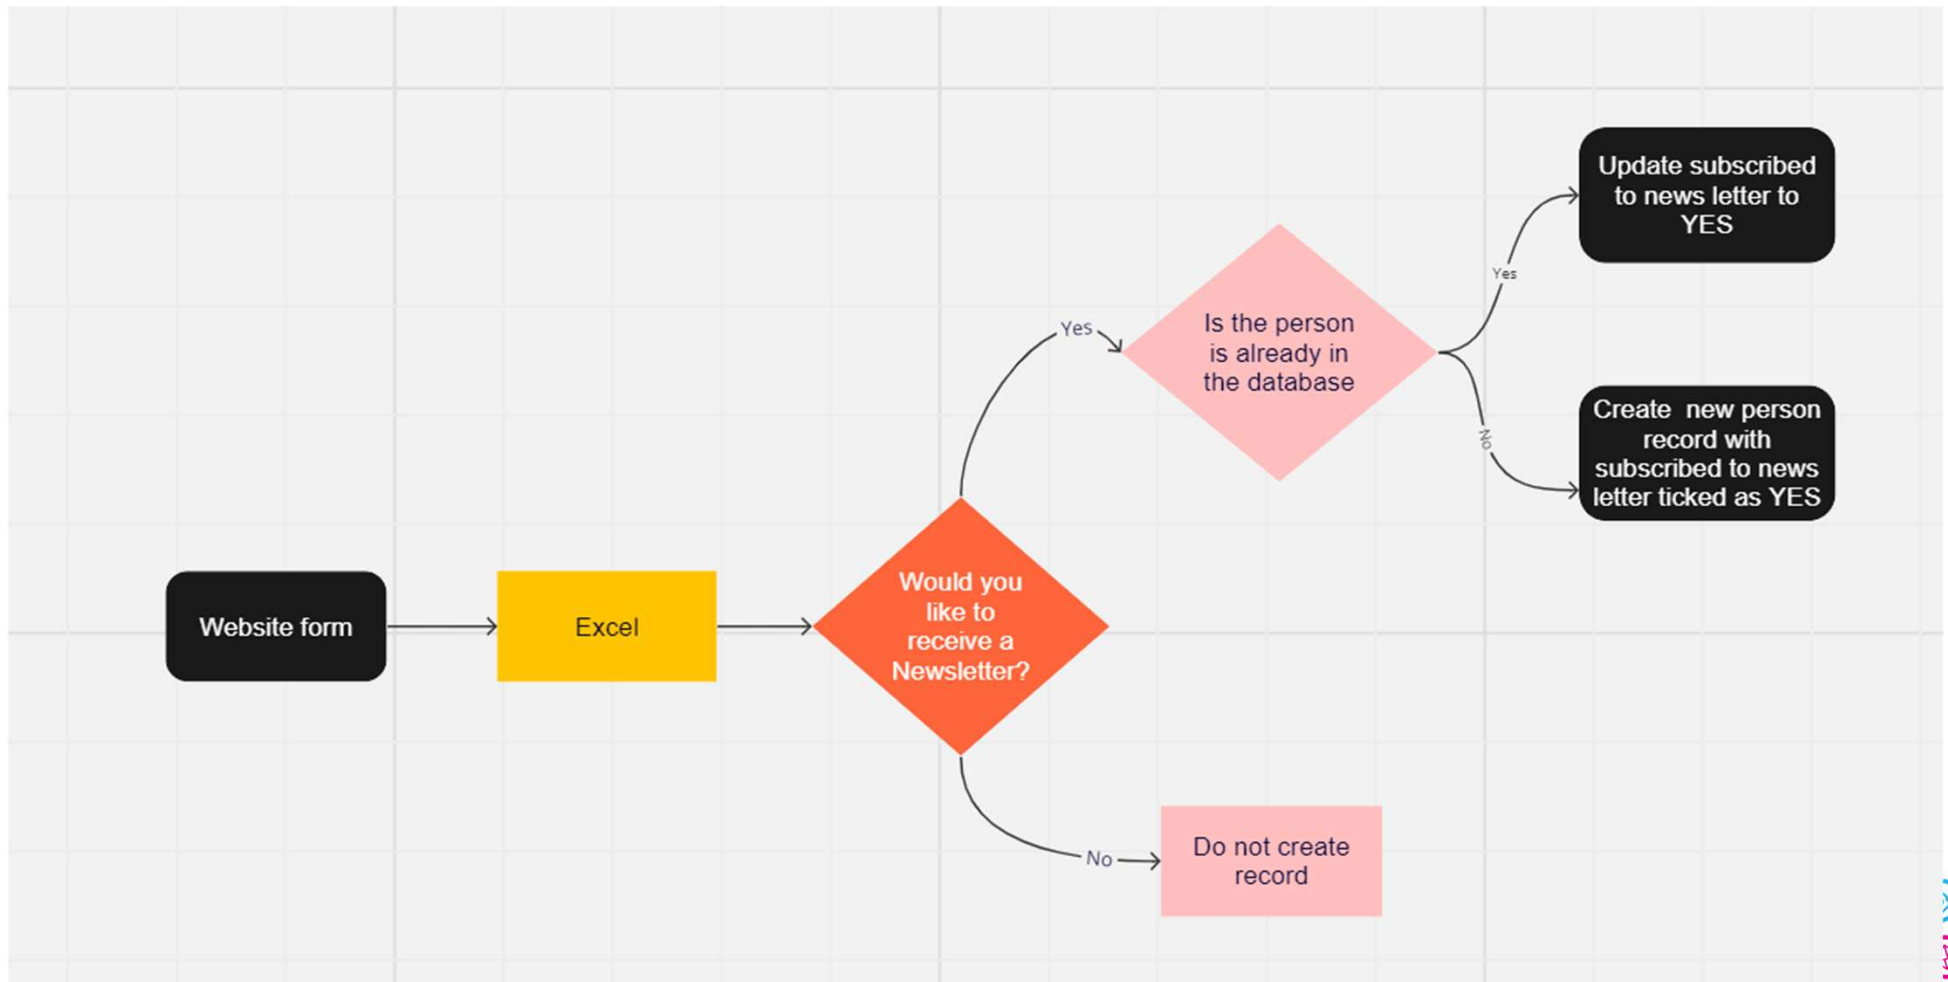 Website form
Excel
Would you
like to
receive a
Newsletter?
Yes
Is the person
is already in
the database
Yes
Update subscribed
to news letter to
YES
No
Create  new person
record with
subscribed to news
letter ticked as YES
No
Do not create
record